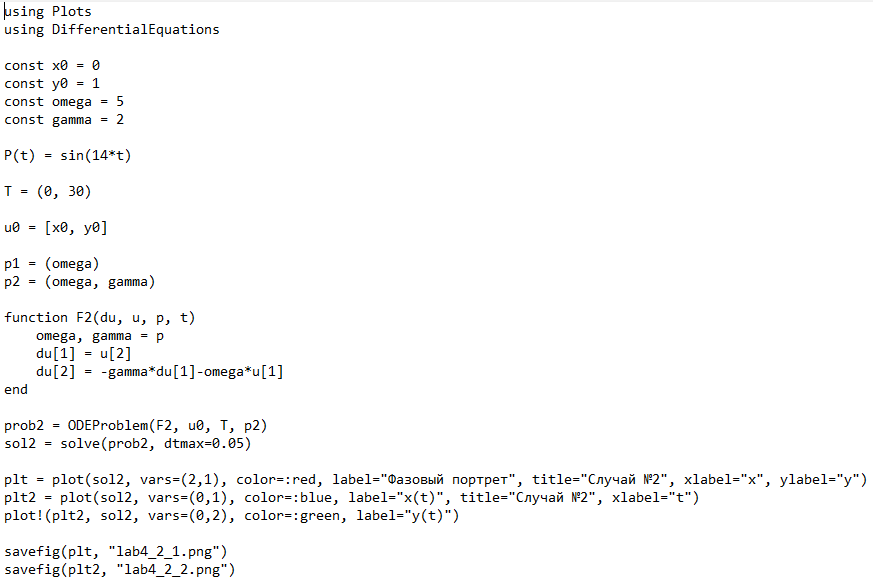 using Plots
using DifferentialEquations
const x0 = 0
const y0 = 1
const omega = 5
const gamma = 2
P(t) = sin(14*t)
T = (0, 30)
u0 = [x0, y0]
p1 = (omega)
p2 = (omega, gamma)
function F2(du, u, p, t)
    omega, gamma = p
    du[1] = u[2]
    du[2] = -gamma*du[1]-omega*u[1]
end
prob2 = ODEProblem(F2, u0, T, p2)
sol2 = solve(prob2, dtmax=0.05)
plt = plot(sol2, vars=(2,1), color=:red, label="Фазовый портрет", title="Случай №2", xlabel="x", ylabel="y")
plt2 = plot(sol2, vars=(0,1), color=:blue, label="x(t)", title="Случай №2", xlabel="t")
plot!(plt2, sol2, vars=(0,2), color=:green, label="y(t)")
savefig(plt, "lab4_2_1.png")
savefig(plt2, "lab4_2_2.png")